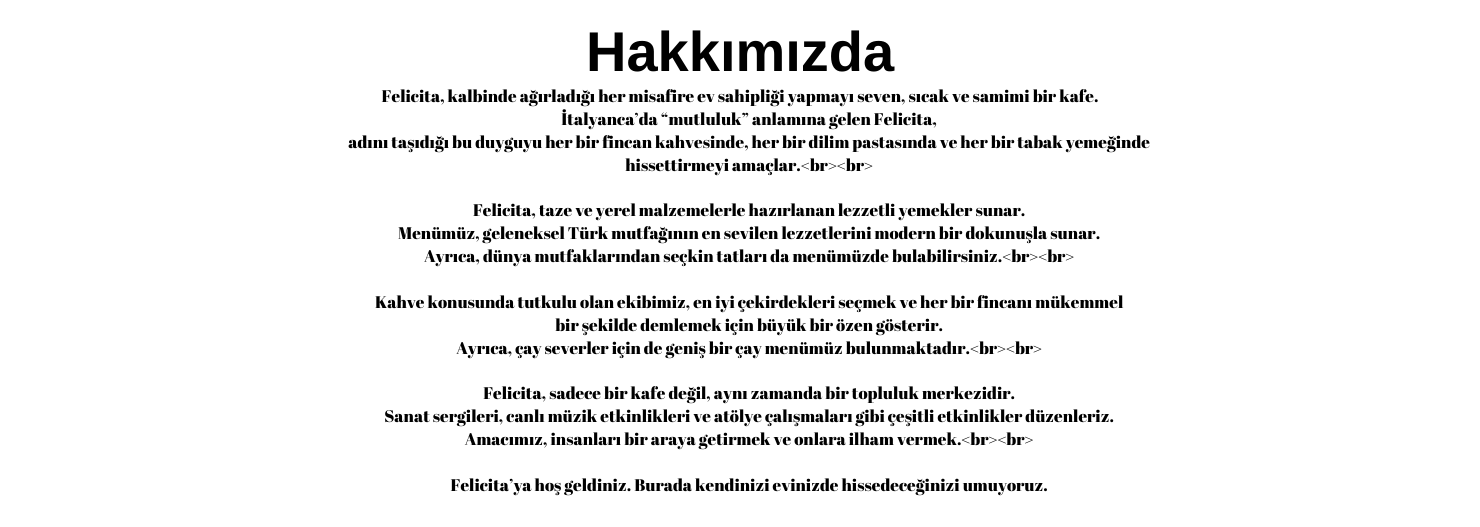 Hakkımızda
Felicita, kalbinde ağırladığı her misafire ev sahipliği yapmayı seven, sıcak ve samimi bir kafe.
İtalyanca’da “mutluluk” anlamına gelen Felicita,
adını taşıdığı bu duyguyu her bir fincan kahvesinde, her bir dilim pastasında ve her bir tabak yemeğinde
hissettirmeyi amaçlar.<br><br>
Felicita, taze ve yerel malzemelerle hazırlanan lezzetli yemekler sunar.
Menümüz, geleneksel Türk mutfağının en sevilen lezzetlerini modern bir dokunuşla sunar.
Ayrıca, dünya mutfaklarından seçkin tatları da menümüzde bulabilirsiniz.<br><br>
Kahve konusunda tutkulu olan ekibimiz, en iyi çekirdekleri seçmek ve her bir fincanı mükemmel
bir şekilde demlemek için büyük bir özen gösterir.
Ayrıca, çay severler için de geniş bir çay menümüz bulunmaktadır.<br><br>
Felicita, sadece bir kafe değil, aynı zamanda bir topluluk merkezidir.
Sanat sergileri, canlı müzik etkinlikleri ve atölye çalışmaları gibi çeşitli etkinlikler düzenleriz.
Amacımız, insanları bir araya getirmek ve onlara ilham vermek.<br><br>
Felicita’ya hoş geldiniz. Burada kendinizi evinizde hissedeceğinizi umuyoruz.